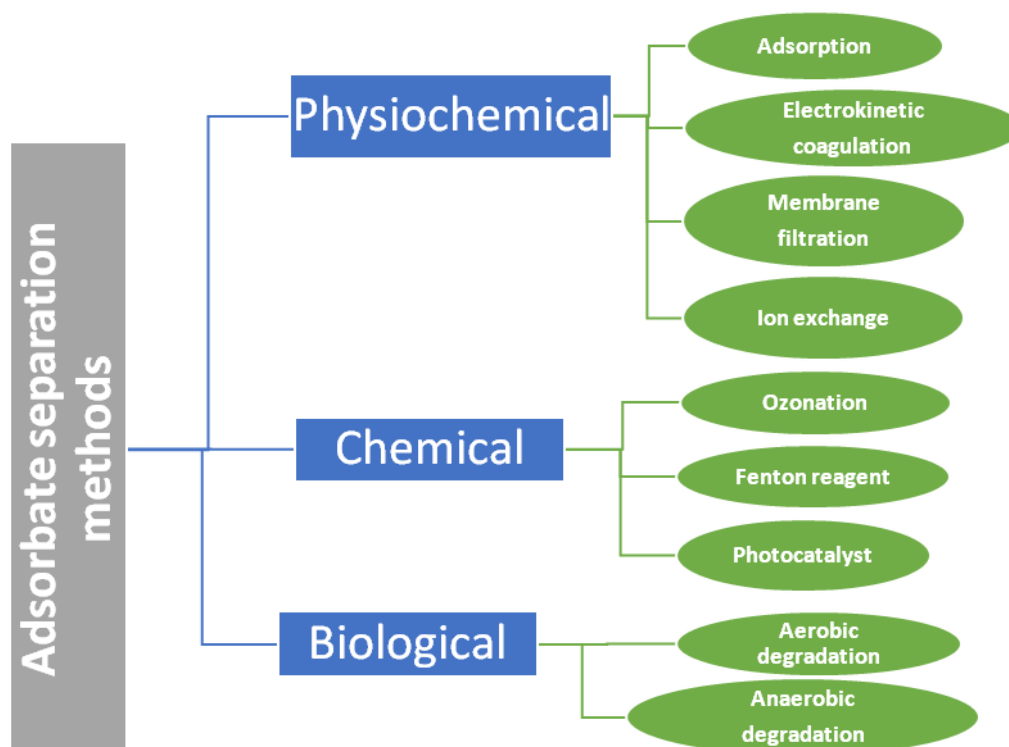 Adsorbate separation
methods
Physiochemical
Adsorption
Electrokinetic
coagulation
Membrane
filtration
Ion exchange
Chemical
Ozonation
Fenton reagent
Photocatalyst
Biological
Aerobic
degradation
Anaerobic
degradation